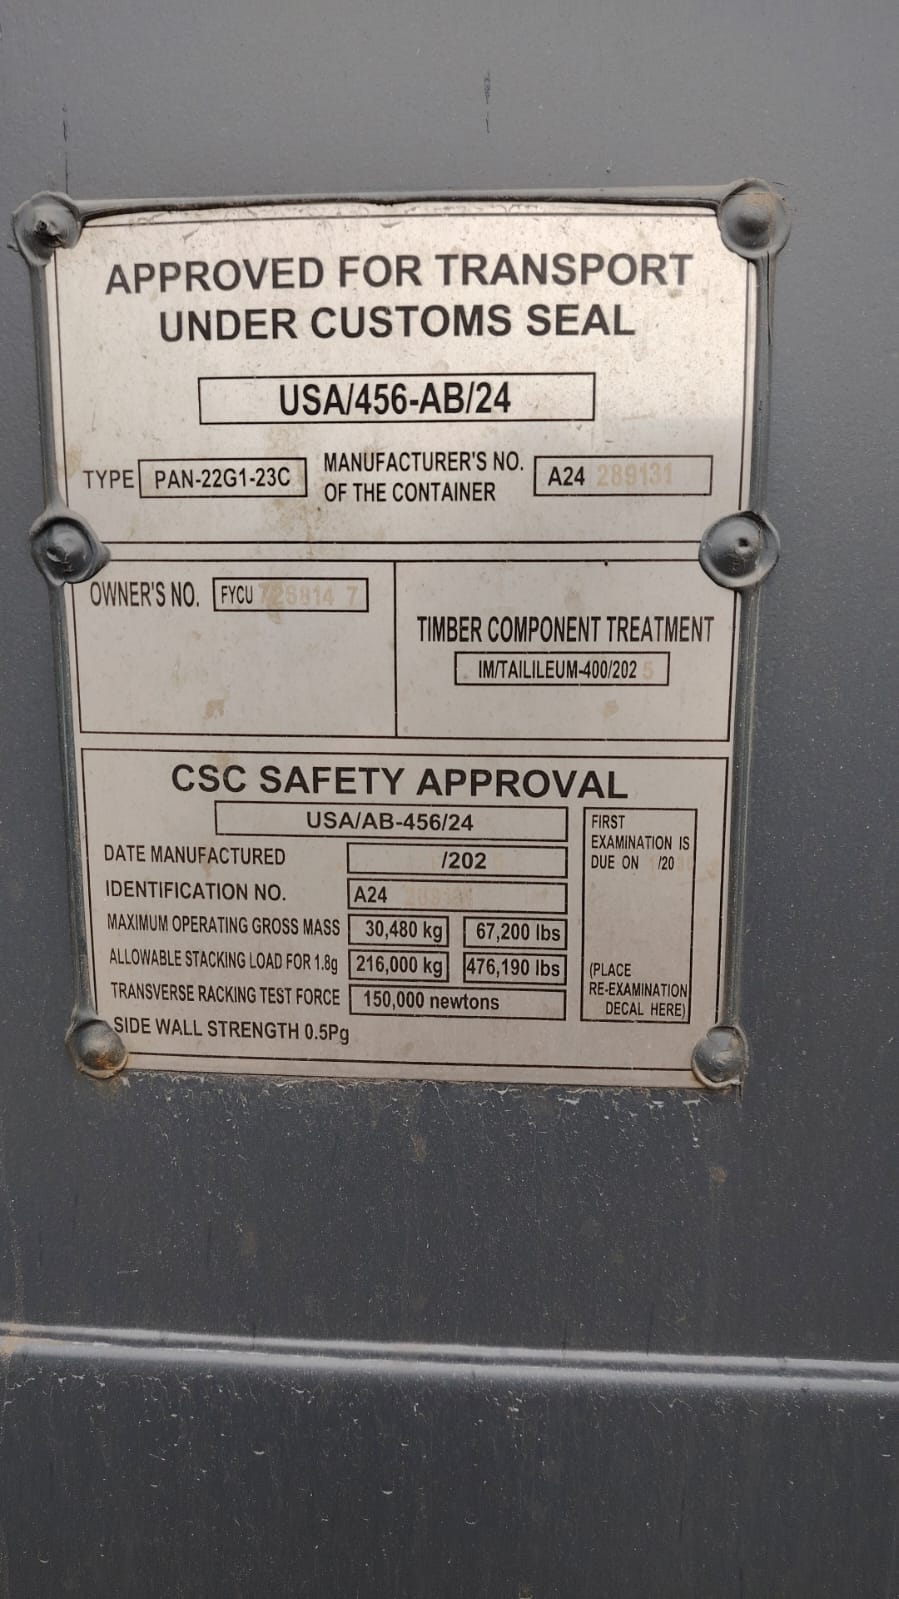 APPROVED FOR TRANSPORT
UNDER CUSTOMS SEAL
USA/456-AB/24
TYPE PAN-22G1-23C
MANUFACTURER'S NO.
OF THE CONTAINER
A24 289131
OWNER'S NO. FYCU
TIMBER COMPONENT TREATMENT
IM/TAILILEUM-400/2025
CSC SAFETY APPROVAL
USA/AB-456/24
DATE MANUFACTURED /202
IDENTIFICATION NO. A24
MAXIMUM OPERATING GROSS MASS 30,480 kg 67,200 lbs
ALLOWABLE STACKING LOAD FOR 1.8g 216,000 kg 476,190 lbs
TRANSVERSE RACKING TEST FORCE 150,000 newtons
SIDE WALL STRENGTH 0.5Pg
FIRST
EXAMINATION IS
DUE ON /20
(PLACE
RE-EXAMINATION
DECAL HERE)